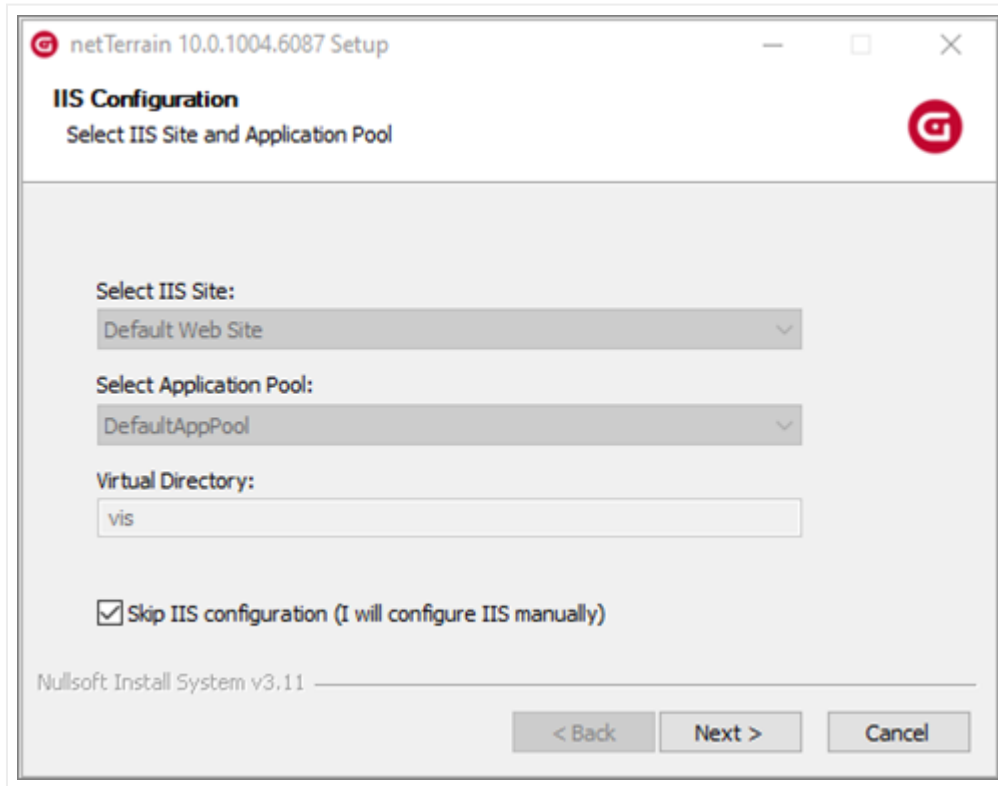 netTerrain 10.0.1004.6087 Setup
IIS Configuration
Select IIS Site and Application Pool
Select IIS Site:
Default Web Site
Select Application Pool:
DefaultAppPool
Virtual Directory:
vis
Skip IIS configuration (I will configure IIS manually)
Nullsoft Install System v3.11
< Back Next > Cancel